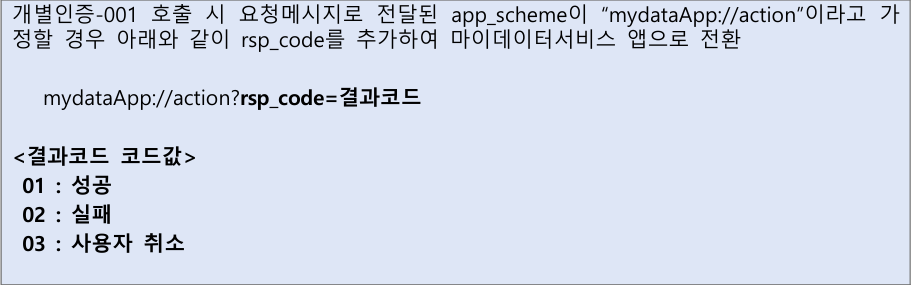 개별인증-001 호출 시 요청메시지로 전달된 app_scheme이 “mydataApp://action”이라고 가
정할 경우 아래와 같이 rsp_code를 추가하여 마이데이터서비스 앱으로 전환
mydataApp://action?rsp_code=결과코드
<결과코드 코드값>
01 : 성공
02 : 실패
03 : 사용자 취소